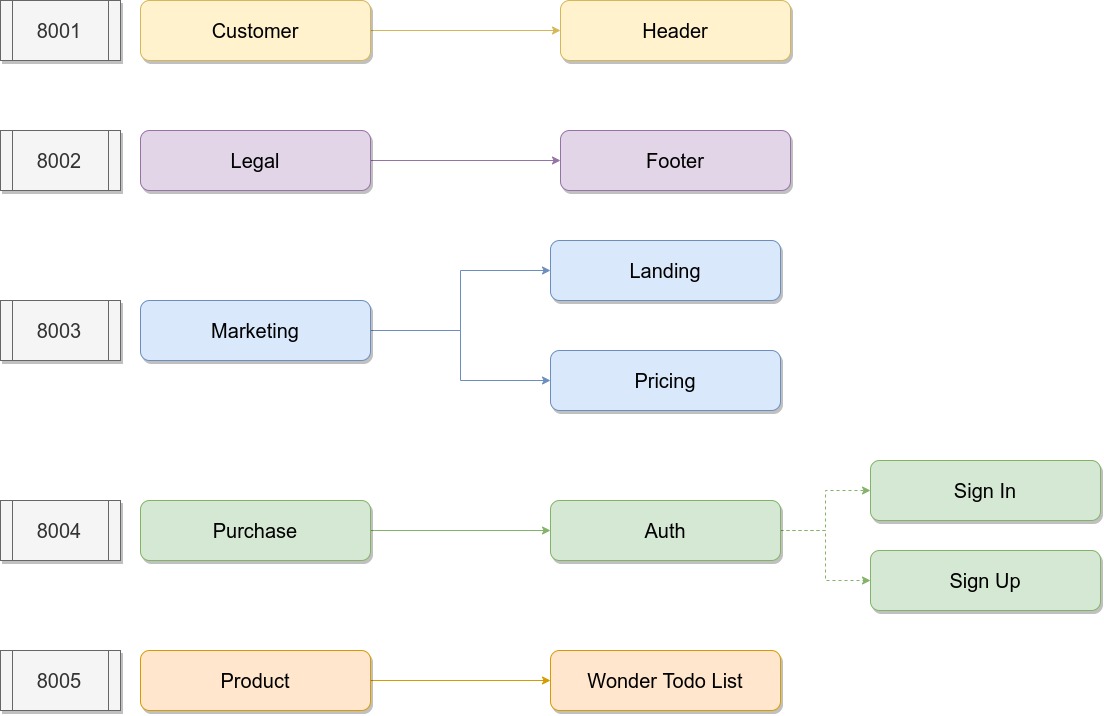 8001
Customer
Header
8002
Legal
Footer
Landing
8003
Marketing
Pricing
Sign In
8004
Purchase
Auth
Sign Up
8005
Product
Wonder Todo List